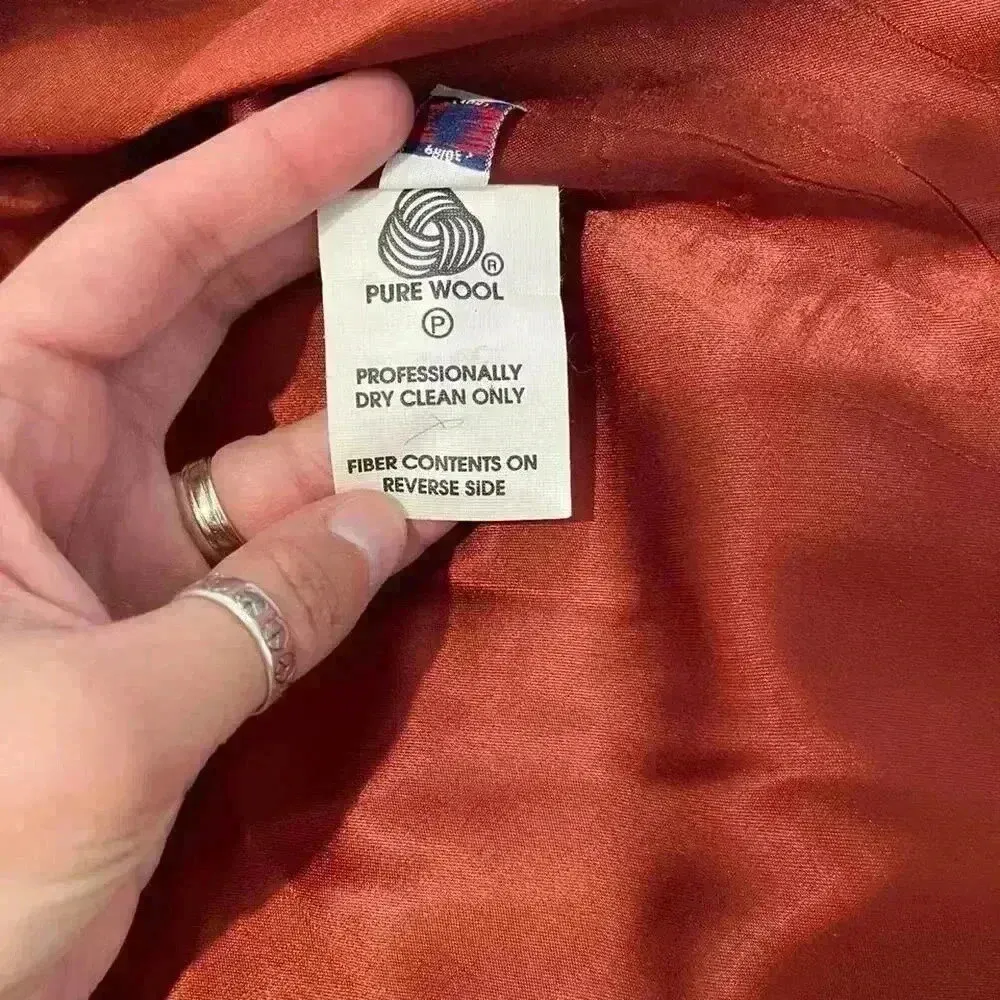 ®
PURE WOOL
Ⓟ
PROFESSIONALLY
DRY CLEAN ONLY
FIBER CONTENTS ON
REVERSE SIDE